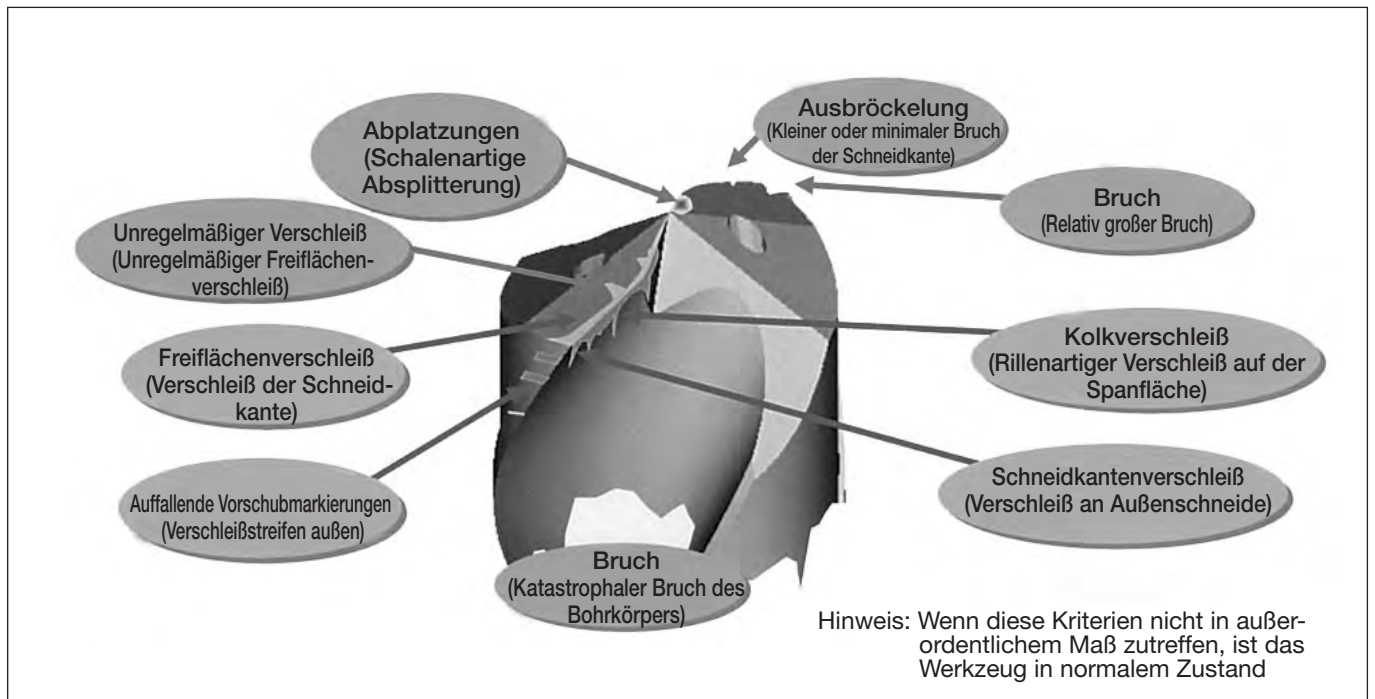 Ausbröckelung
(Kleiner oder minimaler Bruch
der Schneidkante)
Abplatzungen
(Schalenartige
Absplitterung)
Bruch
(Relativ großer Bruch)
Unregelmäßiger Verschleiß
(Unregelmäßiger Freiflächen-
verschleiß)
Freiflächenverschleiß
(Verschleiß der Schneid-
kante)
Kolkverschleiß
(Rillenartiger Verschleiß auf der
Spanfläche)
Auffallende Vorschubmarkierungen
(Verschleißstreifen außen)
Schneidkantenverschleiß
(Verschleiß an Außenschneide)
Bruch
(Katastrophaler Bruch des
Bohrkörpers)
Hinweis: Wenn diese Kriterien nicht in außer-
ordentlichem Maß zutreffen, ist das
Werkzeug in normalem Zustand